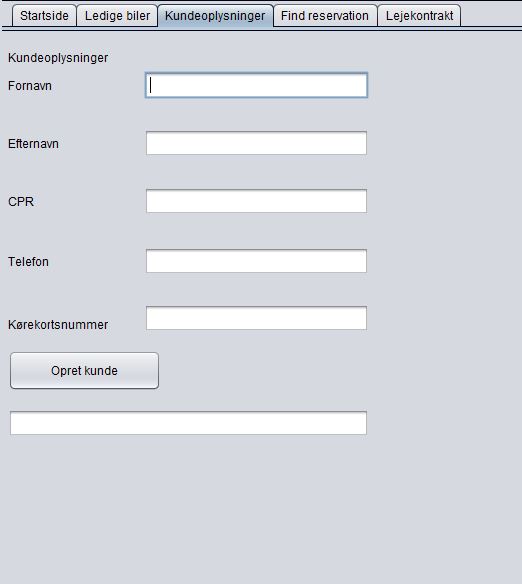 Startside Ledige biler Kundeoplysninger Find reservation Lejekontrakt
Kundeoplysninger
Fornavn
Efternavn
CPR
Telefon
Kørekortsnummer
Opret kunde